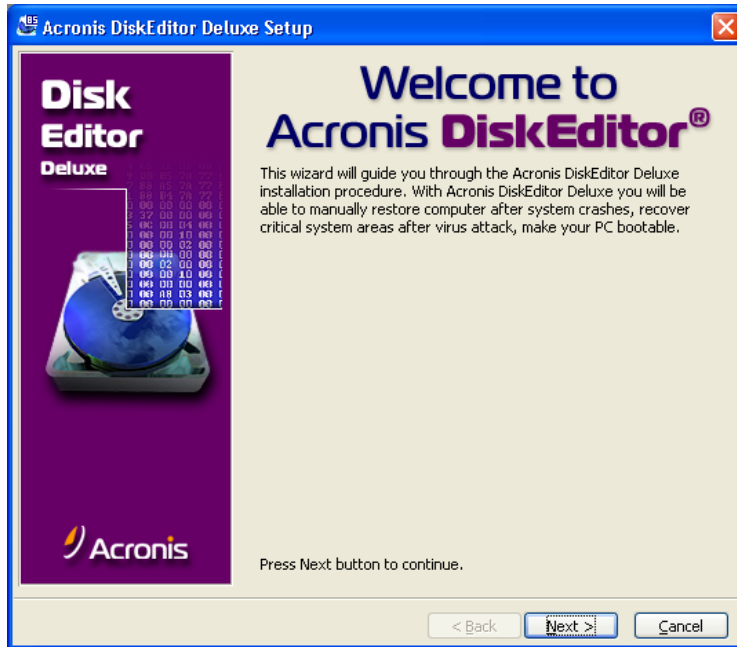 Acronis DiskEditor Deluxe Setup
Disk
Editor
Deluxe
Acronis
Welcome to
Acronis DiskEditor®
This wizard will guide you through the Acronis DiskEditor Deluxe
installation procedure. With Acronis DiskEditor Deluxe you will be
able to manually restore computer after system crashes, recover
critical system areas after virus attack, make your PC bootable.
Press Next button to continue.
< Back
Next >
Cancel